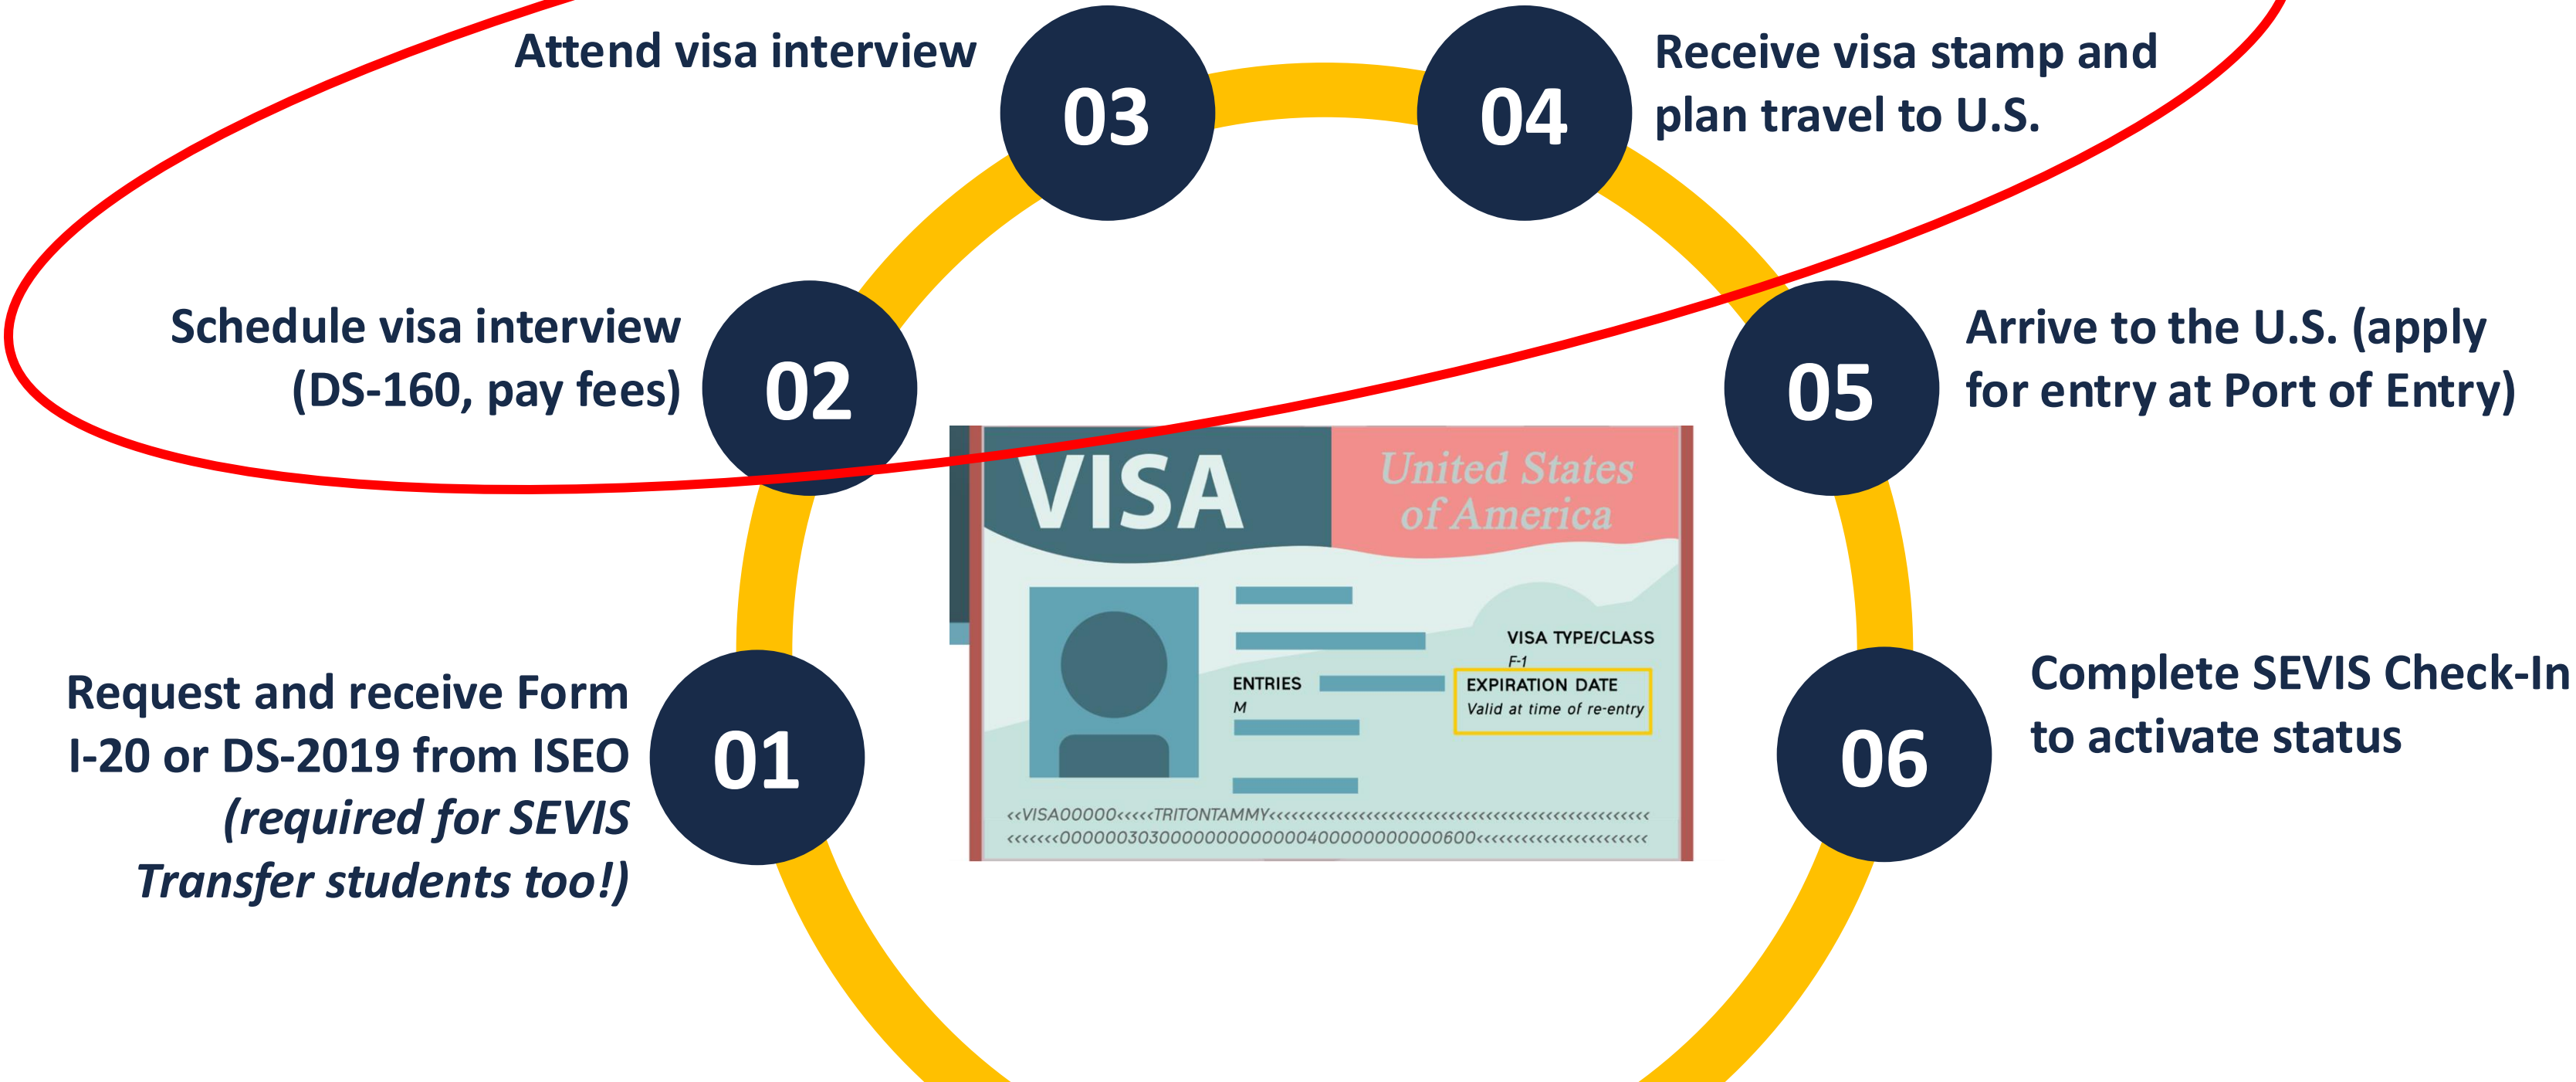 Attend visa interview
03
04
Receive visa stamp and
plan travel to U.S.
Schedule visa interview
(DS-160, pay fees)
02
05
Arrive to the U.S. (apply
for entry at Port of Entry)
Request and receive Form
I-20 or DS-2019 from ISEO
(required for SEVIS
Transfer students too!)
01
06
Complete SEVIS Check-In
to activate status
VISA
United States
of America
VISA TYPE/CLASS
F-1
ENTRIES
M
EXPIRATION DATE
Valid at time of re-entry
<<VISA00000<<<<<TRITONTAMMY<<<<<<<<<<<<<<<<<<<<<<<<<<<<<<<<<<<<<<<<<<<<<<<<<<<
<<<<<<<0000003030000000000000400000000000600<<<<<<<<<<<<<<<<<<<<<<<